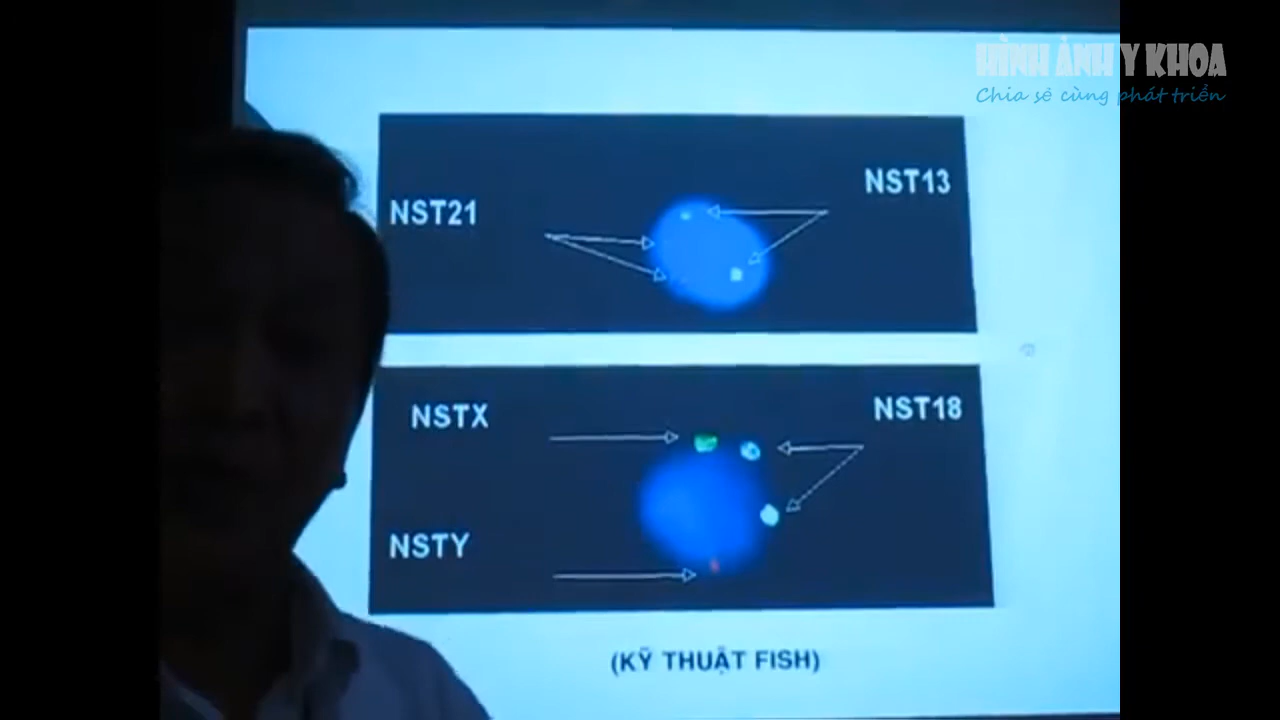 HÌNH ẢNH Y KHOA
Chia sẻ cùng phát triển
NST13
NST21
NSTX
NST18
NSTY
(KỸ THUẬT FISH)